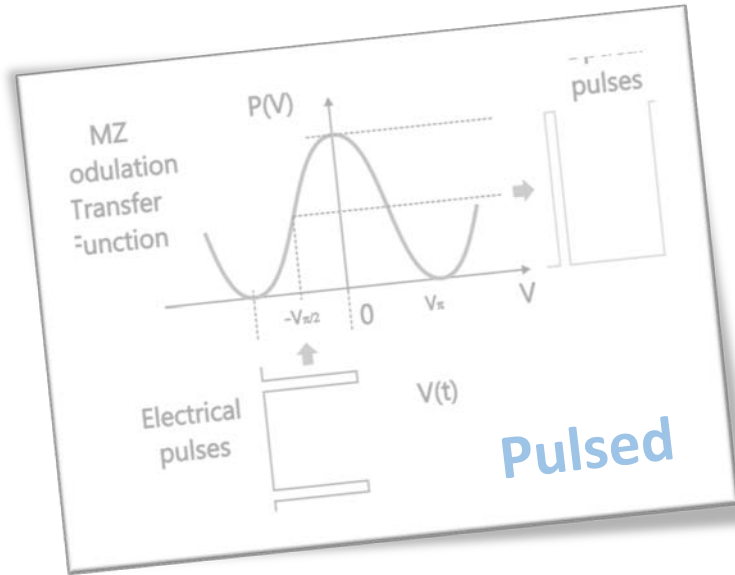 MZ
odulation
Transfer
Function
P(V)
pulses
-Vπ/2
0
Vπ
V
V(t)
Electrical
pulses
Pulsed